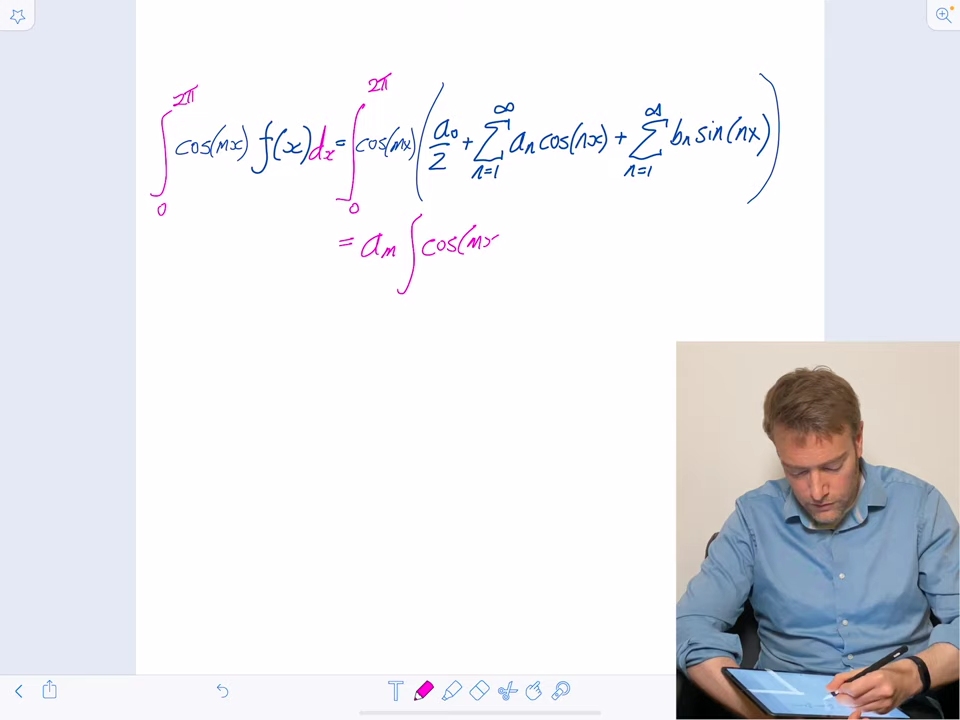 ∫₀^2π cos(mx) f(x)dx = ∫₀^2π cos(mx) (a₀/2 + Σ_{n=1}^∞ aₙ cos(nx) + Σ_{n=1}^∞ bₙ sin(nx))
= aₘ ∫ cos(mx
T